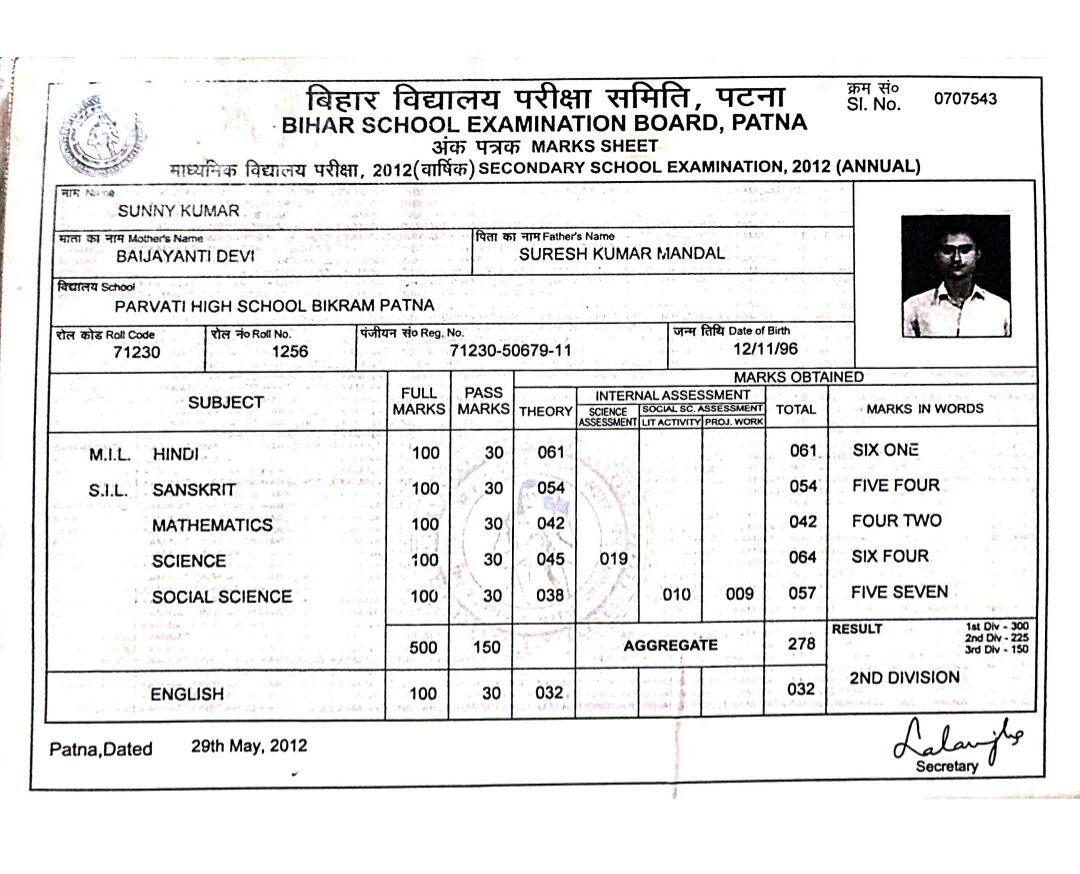 बिहार विद्यालय परीक्षा समिति, पटना
क्रम सं०
BIHAR SCHOOL EXAMINATION BOARD, PATNA
Sl. No. 0707543
अंक पत्रक MARKS SHEET
माध्यमिक विद्यालय परीक्षा, 2012(वार्षिक) SECONDARY SCHOOL EXAMINATION, 2012 (ANNUAL)
नाम Name
SUNNY KUMAR
माता का नाम Mother's Name पिता का नाम Father's Name
BAIJAYANTI DEVI SURESH KUMAR MANDAL
विद्यालय School
PARVATI HIGH SCHOOL BIKRAM PATNA
रोल कोड Roll Code रोल नं० Roll No. पंजीयन सं० Reg. No. जन्म तिथि Date of Birth
71230 1256 71230-50679-11 12/11/96
MARKS OBTAINED
SUBJECT FULL MARKS PASS MARKS THEORY INTERNAL ASSESSMENT TOTAL MARKS IN WORDS
SCIENCE ASSESSMENT SOCIAL SC. ASSESSMENT
LIT ACTIVITY PROJ. WORK
M.I.L. HINDI 100 30 061 061 SIX ONE
S.I.L. SANSKRIT 100 30 054 054 FIVE FOUR
MATHEMATICS 100 30 042 042 FOUR TWO
SCIENCE 100 30 045 019 064 SIX FOUR
SOCIAL SCIENCE 100 30 038 010 009 057 FIVE SEVEN
500 150 AGGREGATE 278 RESULT
1st Div - 300
2nd Div - 225
3rd Div - 150
2ND DIVISION
ENGLISH 100 30 032 032
Patna,Dated 29th May, 2012
Secretary